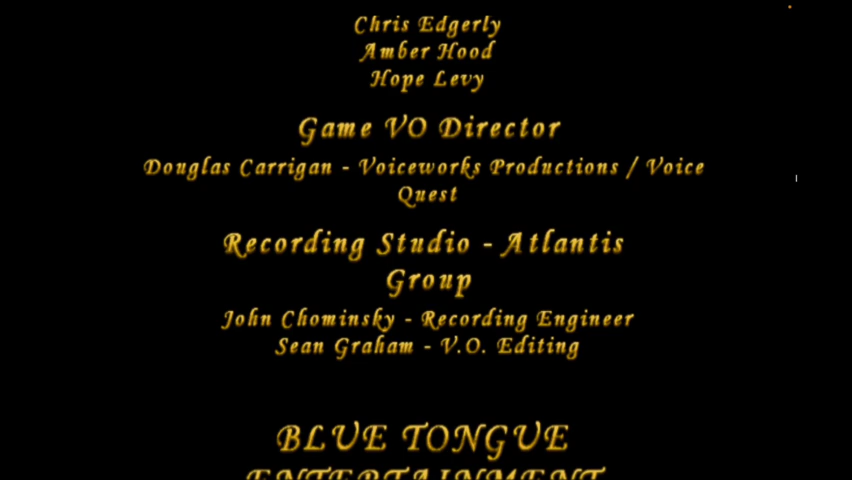 Chris Edgerly
Amber Hood
Hope Levy
Game VO Director
Douglas Carrigan - Voiceworks Productions / Voice
Quest
Recording Studio - Atlantis
Group
John Chominsky - Recording Engineer
Sean Graham - V.O. Editing
BLUE TONGUE
ENTERTAINMENT